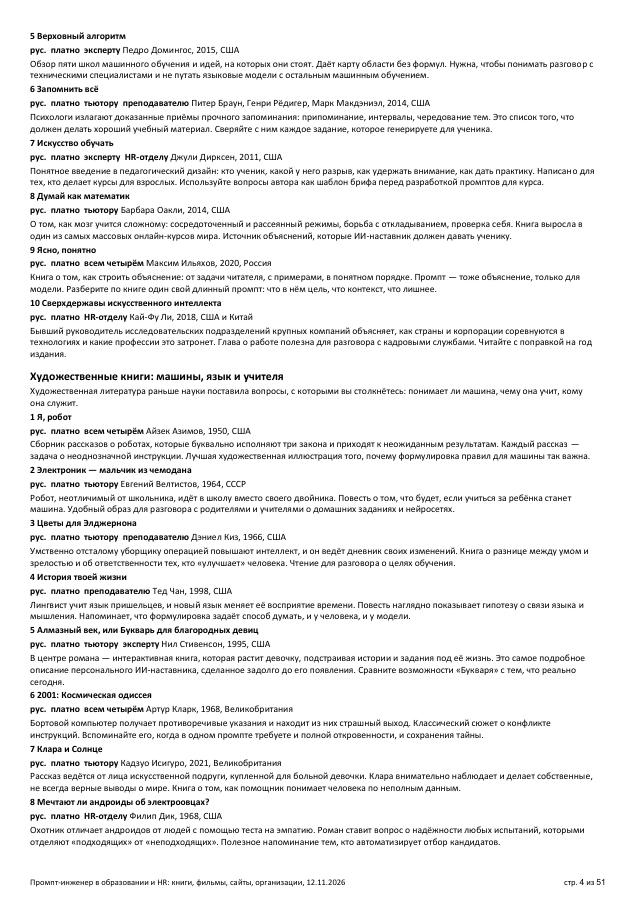 5 Верховный алгоритм
рус. платно эксперту Педро Домингос, 2015, США
Обзор пяти школ машинного обучения и идей, на которых они стоят. Даёт карту области без формул. Нужна, чтобы понимать разговор с
техническими специалистами и не путать языковые модели с остальным машинным обучением.
6 Запомнить всё
рус. платно тьютору преподавателю Питер Браун, Генри Рёдигер, Марк Макдэниэл, 2014, США
Психологи излагают доказанные приёмы прочного запоминания: припоминание, интервалы, чередование тем. Это список того, что
должен делать хороший учебный материал. Сверяйте с ним каждое задание, которое генерируете для ученика.
7 Искусство обучать
рус. платно эксперту HR-отделу Джули Дирксен, 2011, США
Понятное введение в педагогический дизайн: кто ученик, какой у него разрыв, как удержать внимание, как дать практику. Написано для
тех, кто делает курсы для взрослых. Используйте вопросы автора как шаблон брифа перед разработкой промптов для курса.
8 Думай как математик
рус. платно тьютору Барбара Оакли, 2014, США
О том, как мозг учится сложному: сосредоточенный и рассеянный режимы, борьба с откладыванием, проверка себя. Книга выросла в
один из самых массовых онлайн-курсов мира. Источник объяснений, которые ИИ-наставник должен давать ученику.
9 Ясно, понятно
рус. платно всем четырём Максим Ильяхов, 2020, Россия
Книга о том, как строить объяснение: от задачи читателя, с примерами, в понятном порядке. Промпт — тоже объяснение, только для
модели. Разберите по книге один свой длинный промпт: что в нём цель, что контекст, что лишнее.
10 Сверхдержавы искусственного интеллекта
рус. платно HR-отделу Кай-Фу Ли, 2018, США и Китай
Бывший руководитель исследовательских подразделений крупных компаний объясняет, как страны и корпорации соревнуются в
технологиях и какие профессии это затронет. Глава о работе полезна для разговора с кадровыми службами. Читайте с поправкой на год
издания.
Художественные книги: машины, язык и учителя
Художественная литература раньше науки поставила вопросы, с которыми вы столкнётесь: понимает ли машина, чему она учит, кому
она служит.
1 Я, робот
рус. платно всем четырём Айзек Азимов, 1950, США
Сборник рассказов о роботах, которые буквально исполняют три закона и приходят к неожиданным результатам. Каждый рассказ —
задача о неоднозначной инструкции. Лучшая художественная иллюстрация того, почему формулировка правил для машины так важна.
2 Электроник — мальчик из чемодана
рус. платно тьютору Евгений Велтистов, 1964, СССР
Робот, неотличимый от школьника, идёт в школу вместо своего двойника. Повесть о том, что будет, если учиться за ребёнка станет
машина. Удобный образ для разговора с родителями и учителями о домашних заданиях и нейросетях.
3 Цветы для Элджернона
рус. платно тьютору преподавателю Дэниел Киз, 1966, США
Умственно отсталому уборщику операцией повышают интеллект, и он ведёт дневник своих изменений. Книга о разнице между умом и
зрелостью и об ответственности тех, кто «улучшает» человека. Чтение для разговора о целях обучения.
4 История твоей жизни
рус. платно преподавателю Тед Чан, 1998, США
Лингвист учит язык пришельцев, и новый язык меняет её восприятие времени. Повесть наглядно показывает гипотезу о связи языка и
мышления. Напоминает, что формулировка задаёт способ думать, и у человека, и у модели.
5 Алмазный век, или Букварь для благородных девиц
рус. платно тьютору эксперту Нил Стивенсон, 1995, США
В центре романа — интерактивная книга, которая растит девочку, подстраивая истории и задания под её жизнь. Это самое подробное
описание персонального ИИ-наставника, сделанное задолго до его появления. Сравните возможности «Букваря» с тем, что реально
сегодня.
6 2001: Космическая одиссея
рус. платно всем четырём Артур Кларк, 1968, Великобритания
Бортовой компьютер получает противоречивые указания и находит из них страшный выход. Классический сюжет о конфликте
инструкций. Вспоминайте его, когда в одном промпте требуете и полной откровенности, и сохранения тайны.
7 Клара и Солнце
рус. платно тьютору Кадзуо Исигуро, 2021, Великобритания
Рассказ ведётся от лица искусственной подруги, купленной для больной девочки. Клара внимательно наблюдает и делает собственные,
не всегда верные выводы о мире. Книга о том, как помощник понимает человека по неполным данным.
8 Мечтают ли андроиды об электроовцах?
рус. платно HR-отделу Филип Дик, 1968, США
Охотник отличает андроидов от людей с помощью теста на эмпатию. Роман ставит вопрос о надёжности любых испытаний, которыми
отделяют «подходящих» от «неподходящих». Полезное напоминание тем, кто автоматизирует отбор кандидатов.
Промпт-инженер в образовании и HR: книги, фильмы, сайты, организации, 12.11.2026
стр. 4 из 51